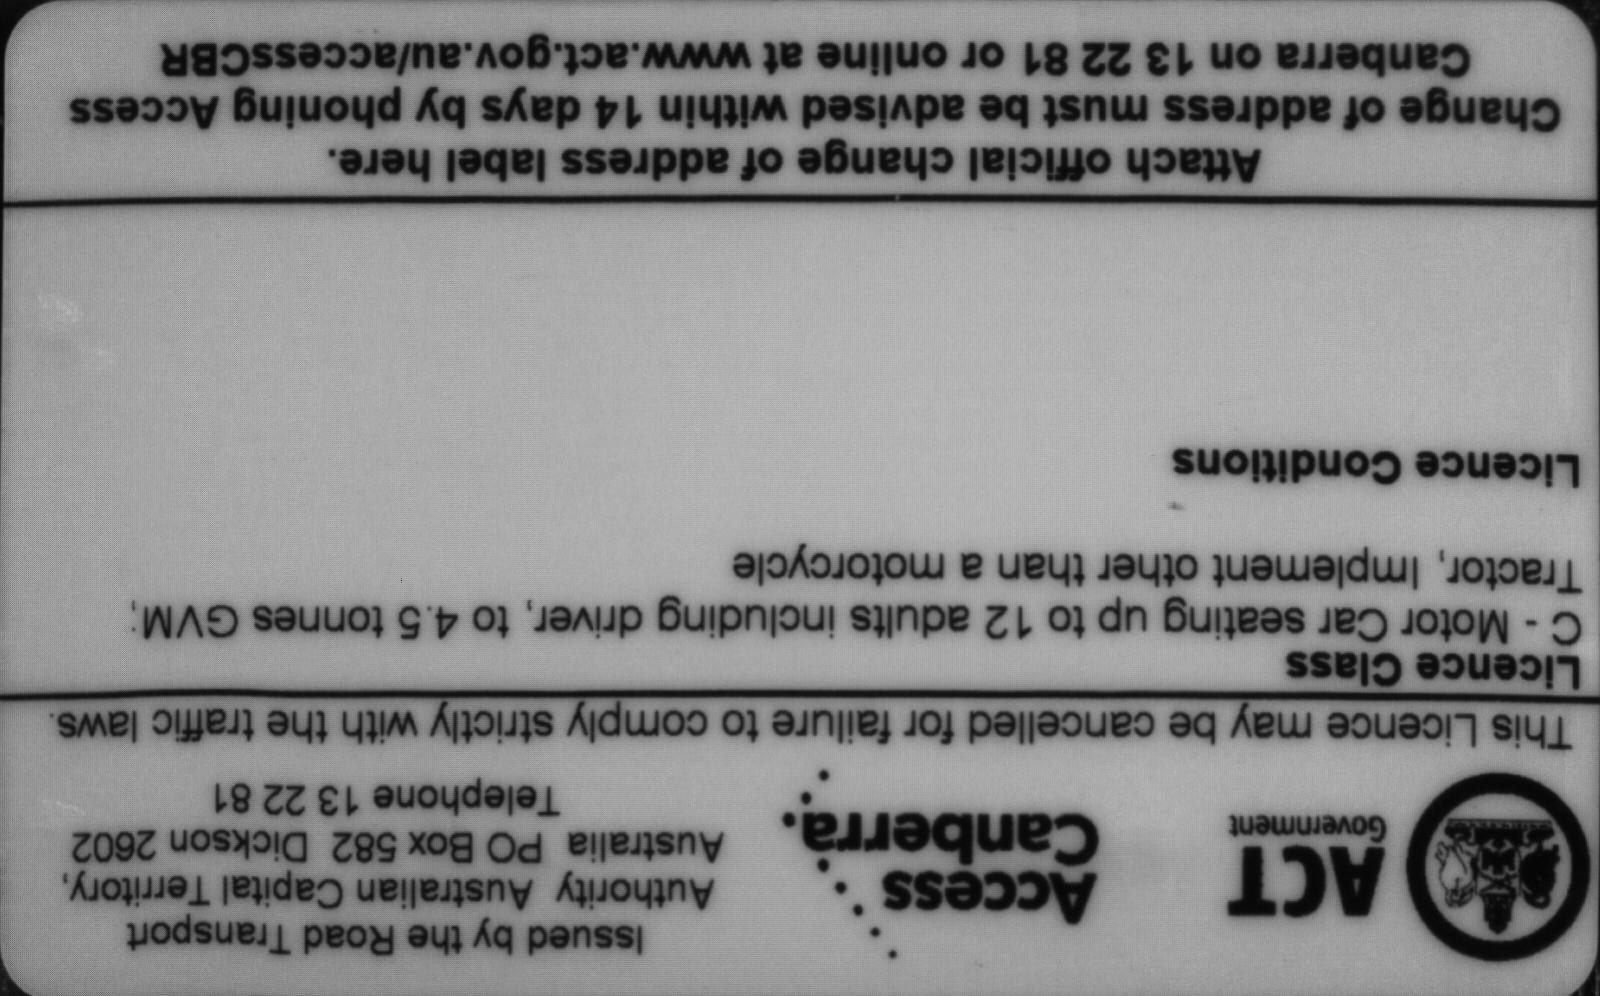 ACT
Government
Access
Canberra.
Issued by the Road Transport
Authority Australian Capital Territory,
Australia PO Box 582 Dickson 2602
Telephone 13 22 81
This Licence may be cancelled for failure to comply strictly with the traffic laws.
Licence Class
C - Motor Car seating up to 12 adults including driver, to 4.5 tonnes GVM;
Tractor, Implement other than a motorcycle
Licence Conditions
Attach official change of address label here.
Change of address must be advised within 14 days by phoning Access
Canberra on 13 22 81 or online at www.act.gov.au/accessCBR